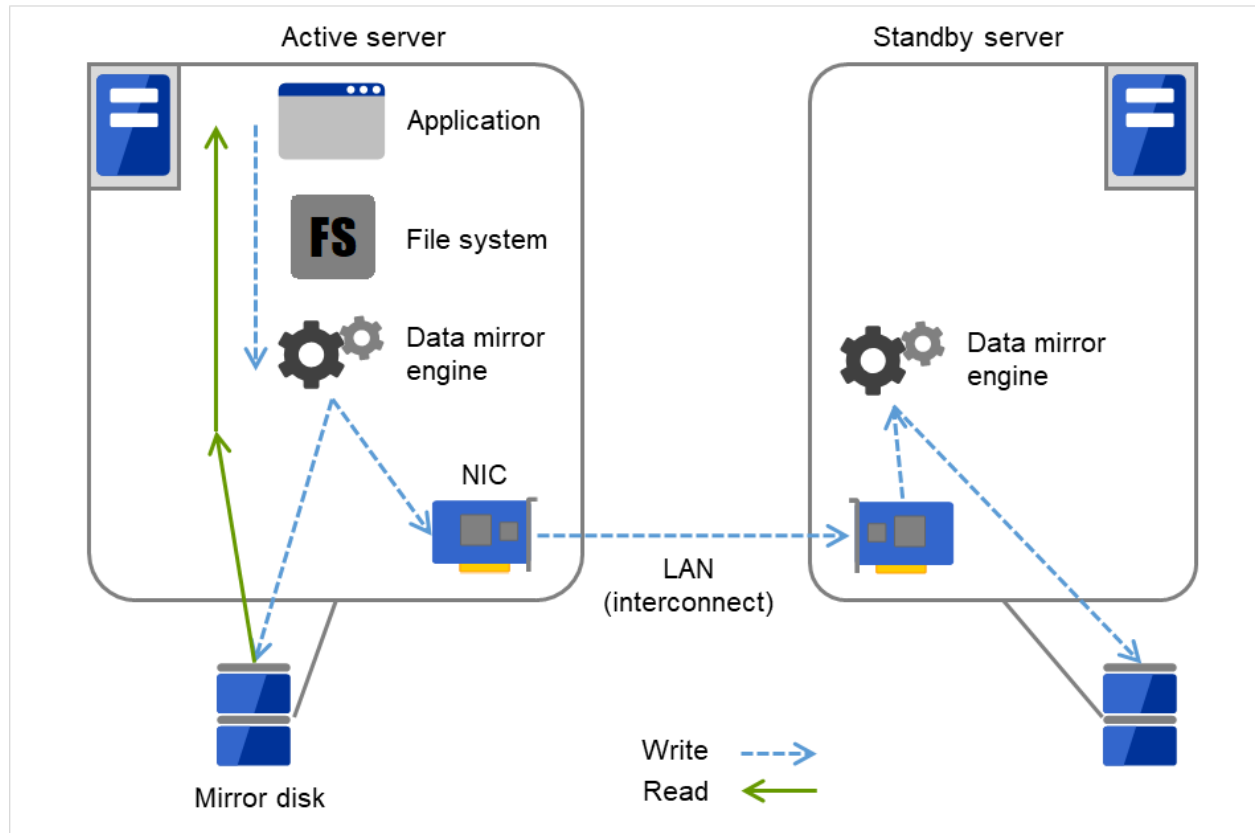 Active server
Standby server
Application
FS
File system
Data mirror
engine
Data mirror
engine
NIC
LAN
(interconnect)
Write
Read
Mirror disk